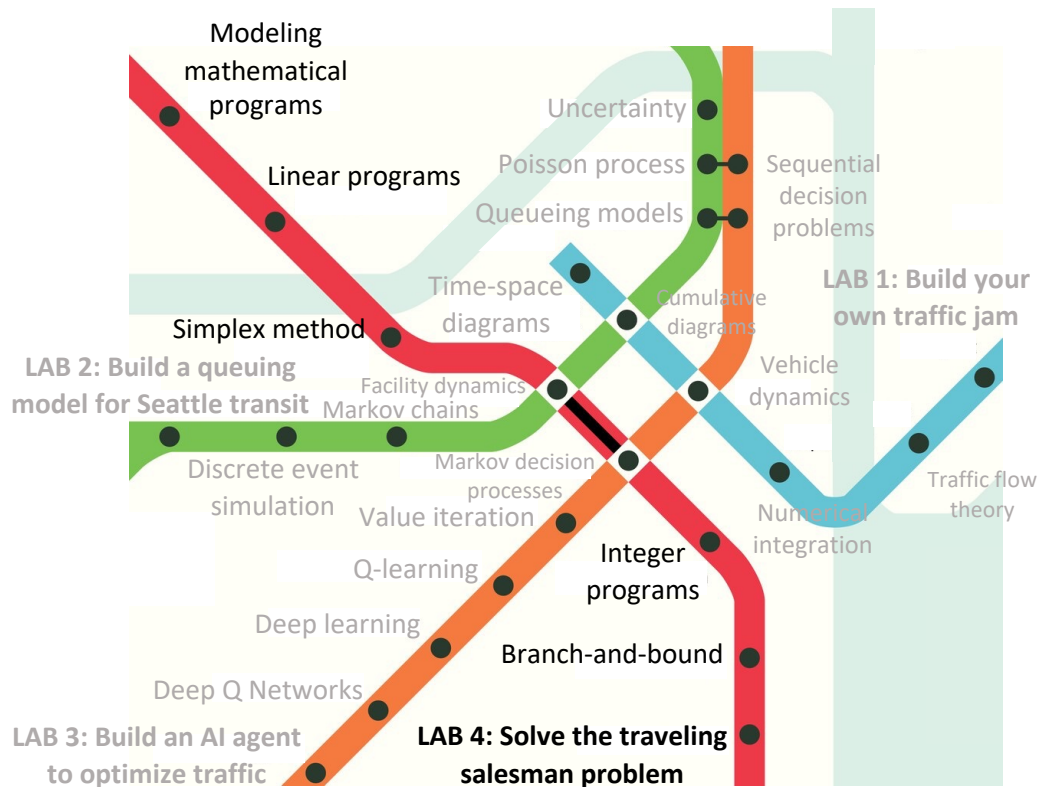 Modeling
mathematical
programs
Uncertainty
Poisson process
Sequential
decision
problems
Linear programs
Queueing models
Time-space
diagrams
Cumulative
diagrams
LAB 1: Build your
own traffic jam
Simplex method
LAB 2: Build a queuing
model for Seattle transit
Facility dynamics
Markov chains
Vehicle
dynamics
Discrete event
simulation
Markov decision
processes
Traffic flow
theory
Value iteration
Numerical
integration
Integer
programs
Q-learning
Deep learning
Branch-and-bound
Deep Q Networks
LAB 3: Build an AI agent
to optimize traffic
LAB 4: Solve the traveling
salesman problem